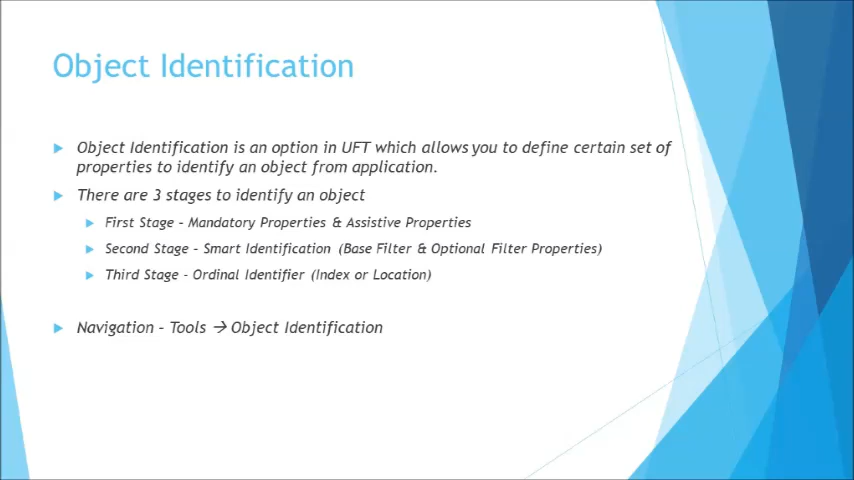 Object Identification
Object Identification is an option in UFT which allows you to define certain set of
properties to identify an object from application.
There are 3 stages to identify an object
First Stage – Mandatory Properties & Assistive Properties
Second Stage – Smart Identification (Base Filter & Optional Filter Properties)
Third Stage - Ordinal Identifier (Index or Location)
Navigation – Tools → Object Identification